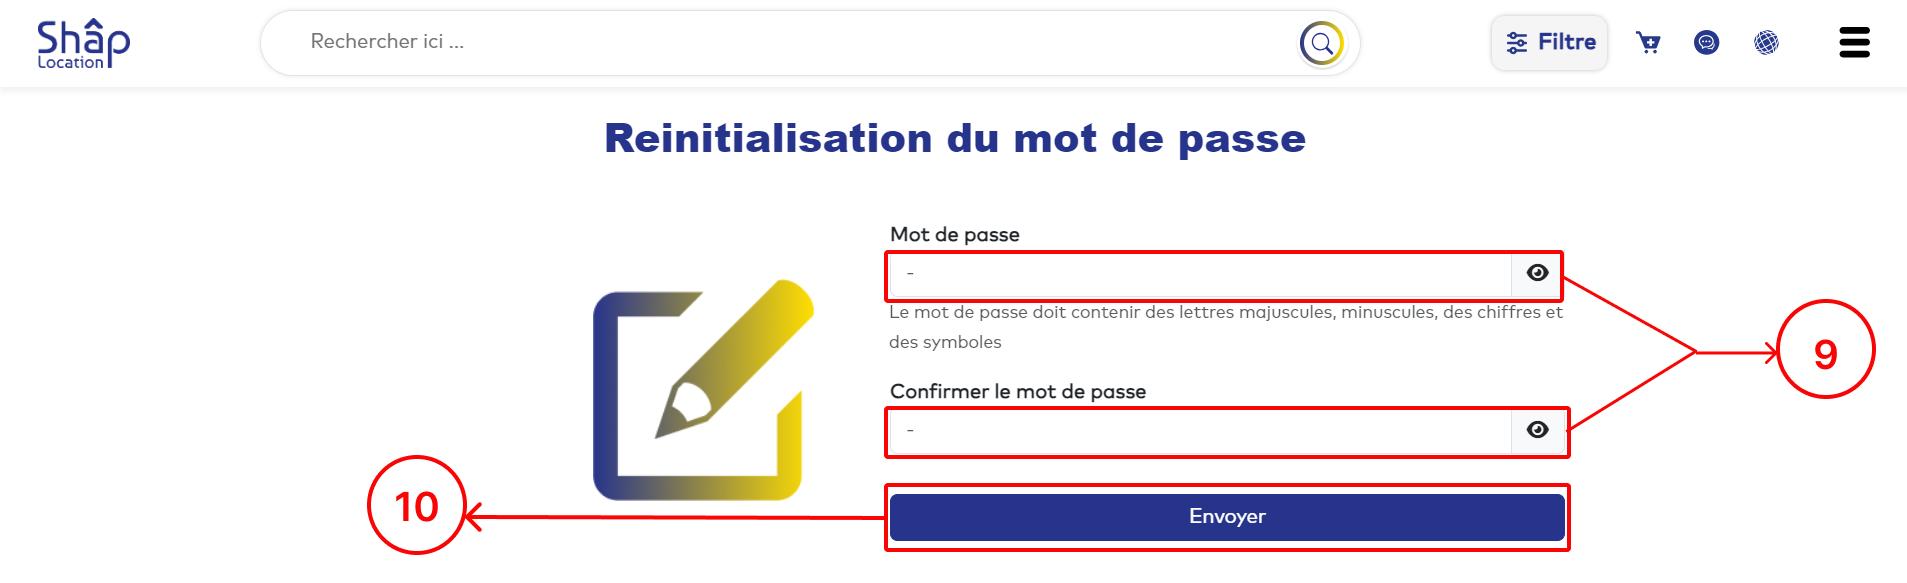 Shâp
Location
Rechercher ici ...
Filtre
Reinitialisation du mot de passe
Mot de passe
-
Le mot de passe doit contenir des lettres majuscules, minuscules, des chiffres et
des symboles
9
Confirmer le mot de passe
-
10
Envoyer